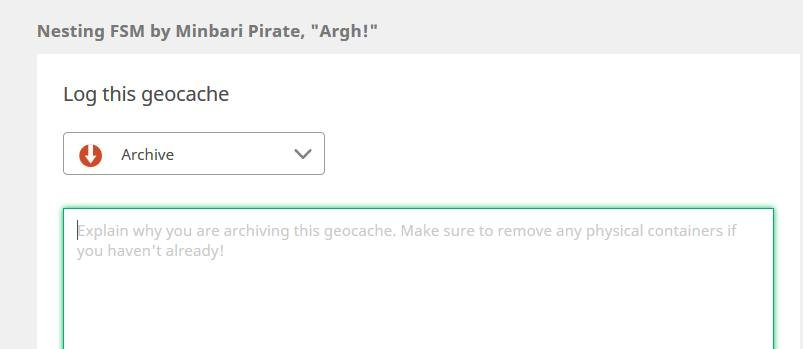 Nesting FSM by Minbari Pirate, "Argh!"
Log this geocache
Archive
Explain why you are archiving this geocache. Make sure to remove any physical containers if
you haven't already!